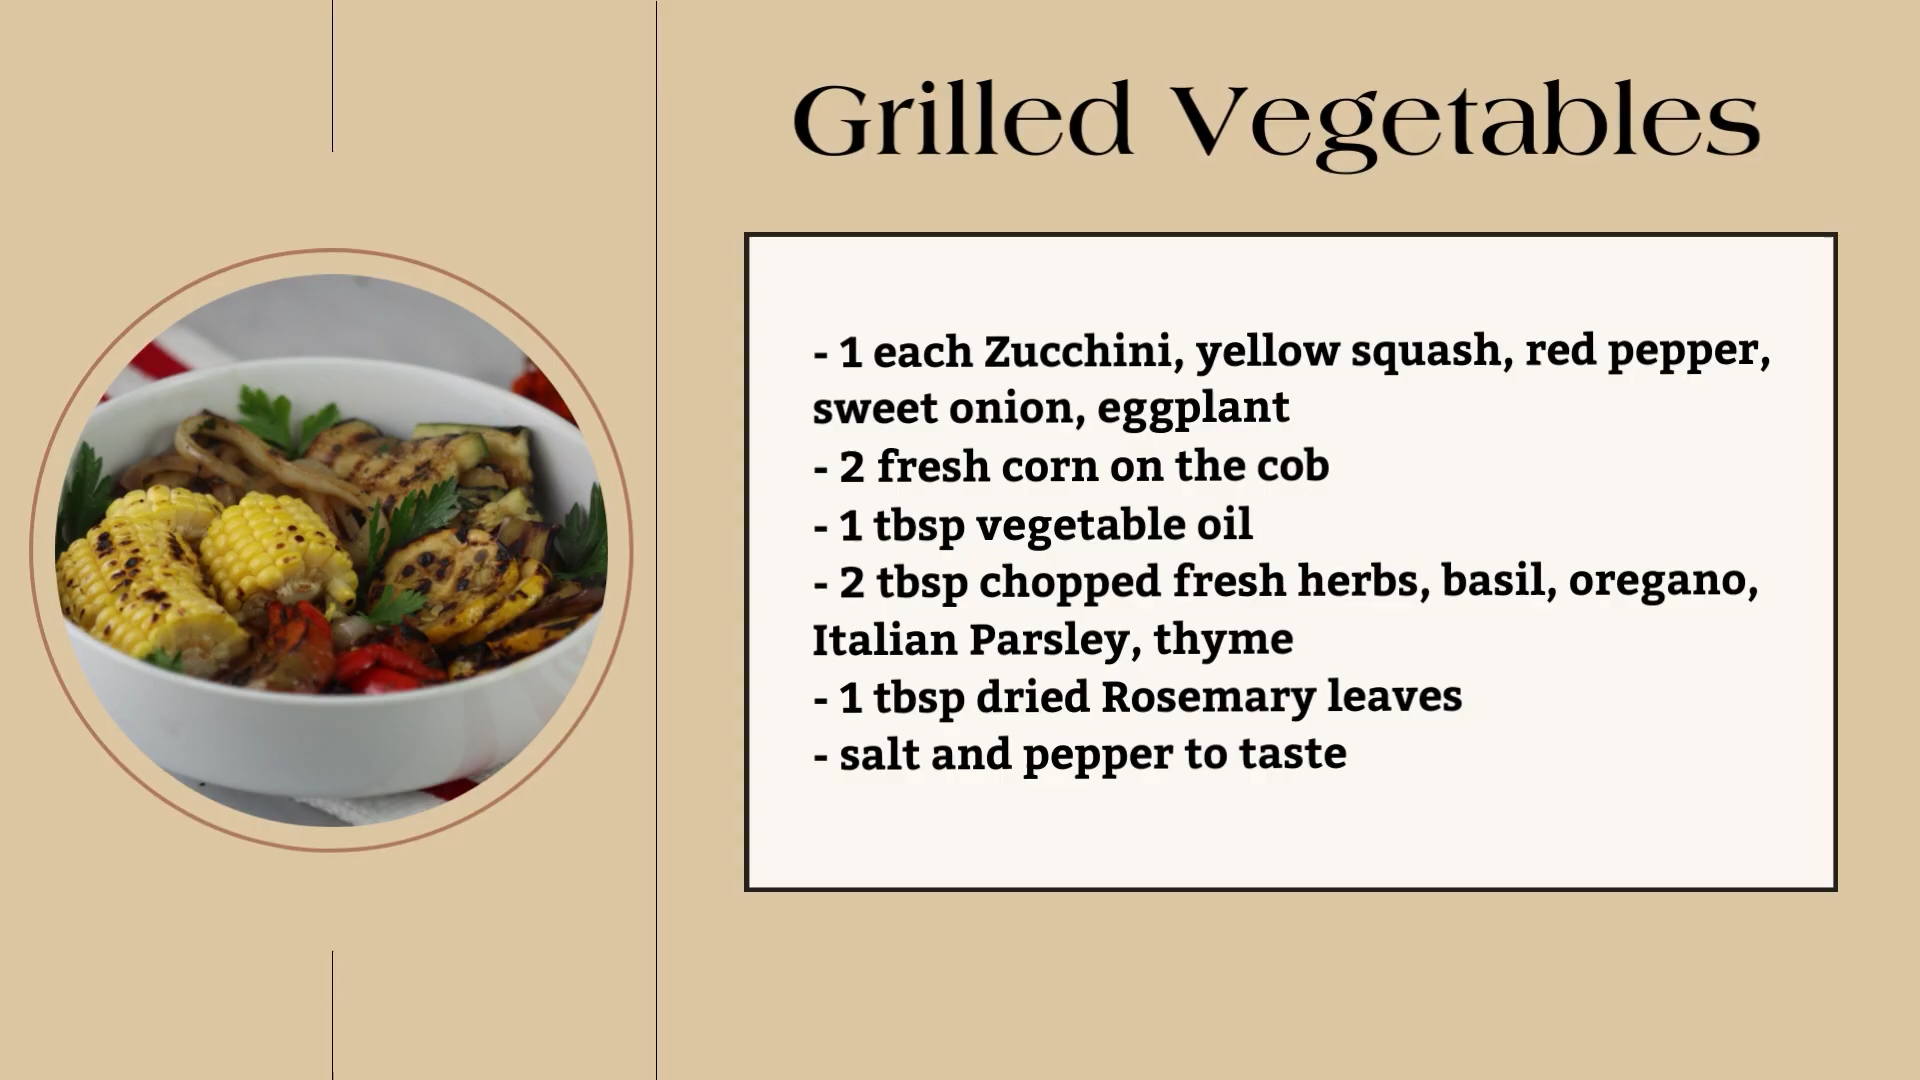 Grilled Vegetables
- 1 each Zucchini, yellow squash, red pepper,
sweet onion, eggplant
- 2 fresh corn on the cob
- 1 tbsp vegetable oil
- 2 tbsp chopped fresh herbs, basil, oregano,
Italian Parsley, thyme
- 1 tbsp dried Rosemary leaves
- salt and pepper to taste